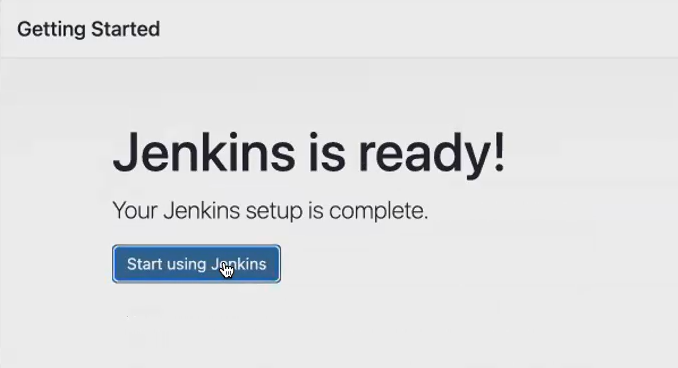 Getting Started
Jenkins is ready!
Your Jenkins setup is complete.
Start using Jenkins